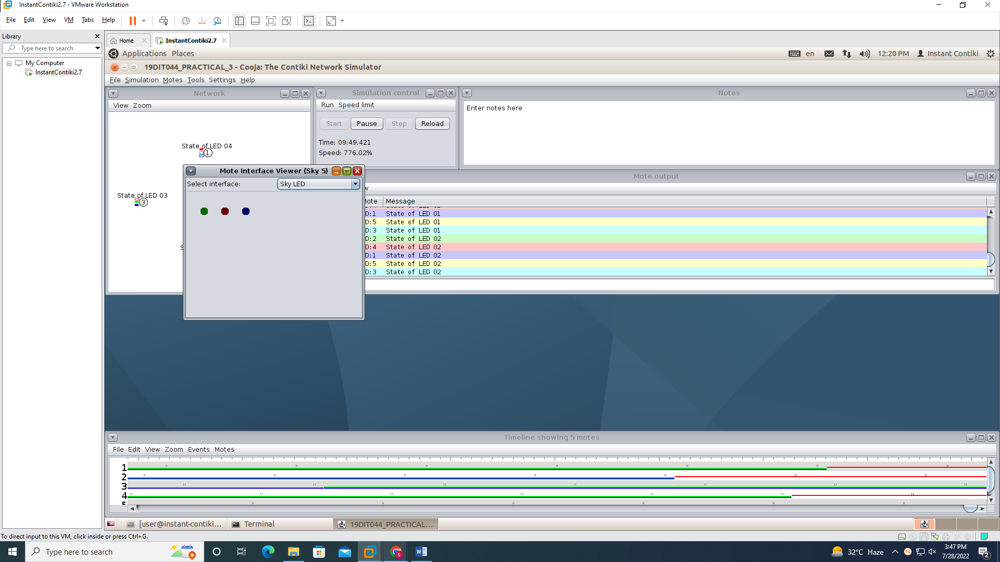 InstantContiki2.7 - VMware Workstation
File Edit View VM Tabs Help
Library
Type here to search
My Computer
InstantContiki2.7
Home
InstantContiki2.7
Applications Places
en
12:20 PM
Instant Contiki
19DIT044_PRACTICAL_3 - Cooja: The Contiki Network Simulator
File Simulation Motes Tools Settings Help
Network
View Zoom
State of LED 04
1
State of LED 03
3
Simulation control
Run Speed limit
Start Pause Step Reload
Time: 09:49.421
Speed: 776.02%
Notes
Enter notes here
Mote Interface Viewer (Sky 5)
Select interface: Sky LED
Mote output
Message
D:1 State of LED 01
D:5 State of LED 01
D:3 State of LED 01
D:2 State of LED 02
D:4 State of LED 02
D:1 State of LED 02
D:5 State of LED 02
D:3 State of LED 02
Timeline showing 5 motes
File Edit View Zoom Events Motes
1
2
3
4
5
[user@instant-contiki...
Terminal
19DIT044_PRACTICAL...
To direct input to this VM, click inside or press Ctrl+G.
Type here to search
32°C Haze
3:47 PM
7/28/2022
2